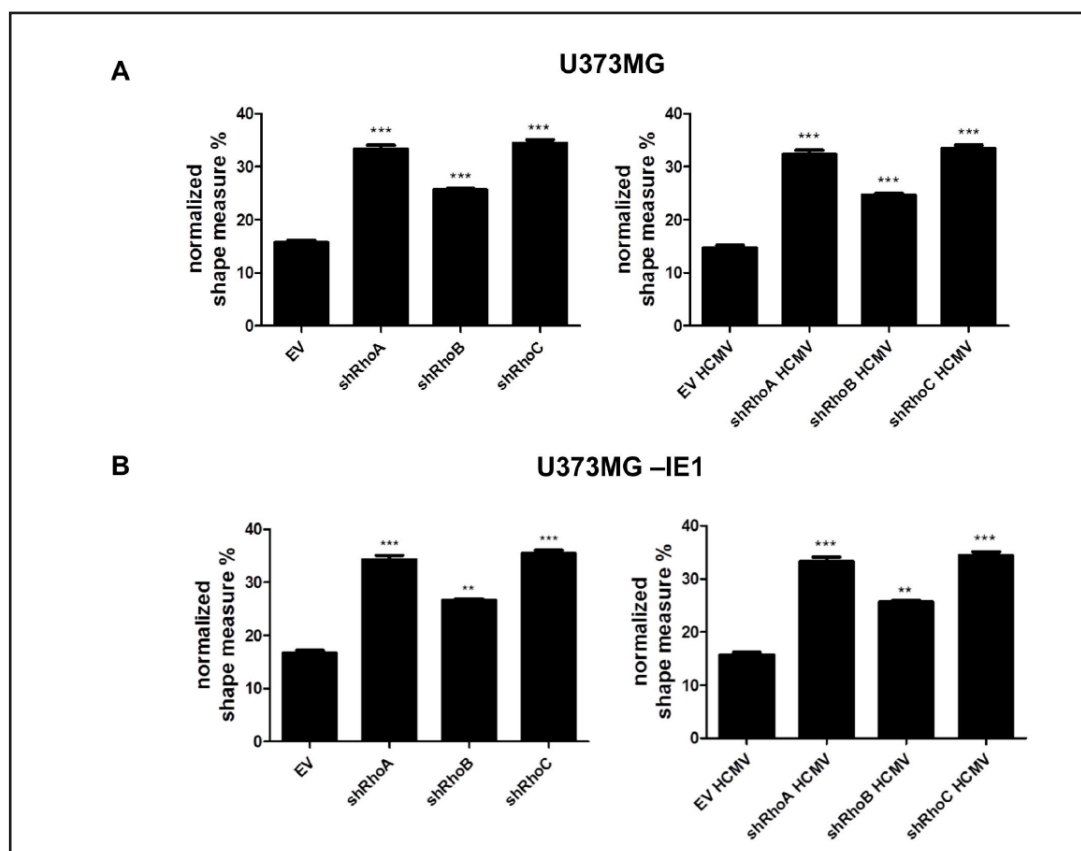 A
U373MG
normalized
shape measure %
40
30
20
10
0
***
***
***
EV
shRhoA
shRhoB
shRhoC
normalized
shape measure %
40
30
20
10
0
***
***
***
EV HCMV
shRhoA HCMV
shRhoB HCMV
shRhoC HCMV
B
U373MG –IE1
normalized
shape measure %
40
30
20
10
0
***
**
***
EV
shRhoA
shRhoB
shRhoC
normalized
shape measure %
40
30
20
10
0
***
**
***
EV HCMV
shRhoA HCMV
shRhoB HCMV
shRhoC HCMV